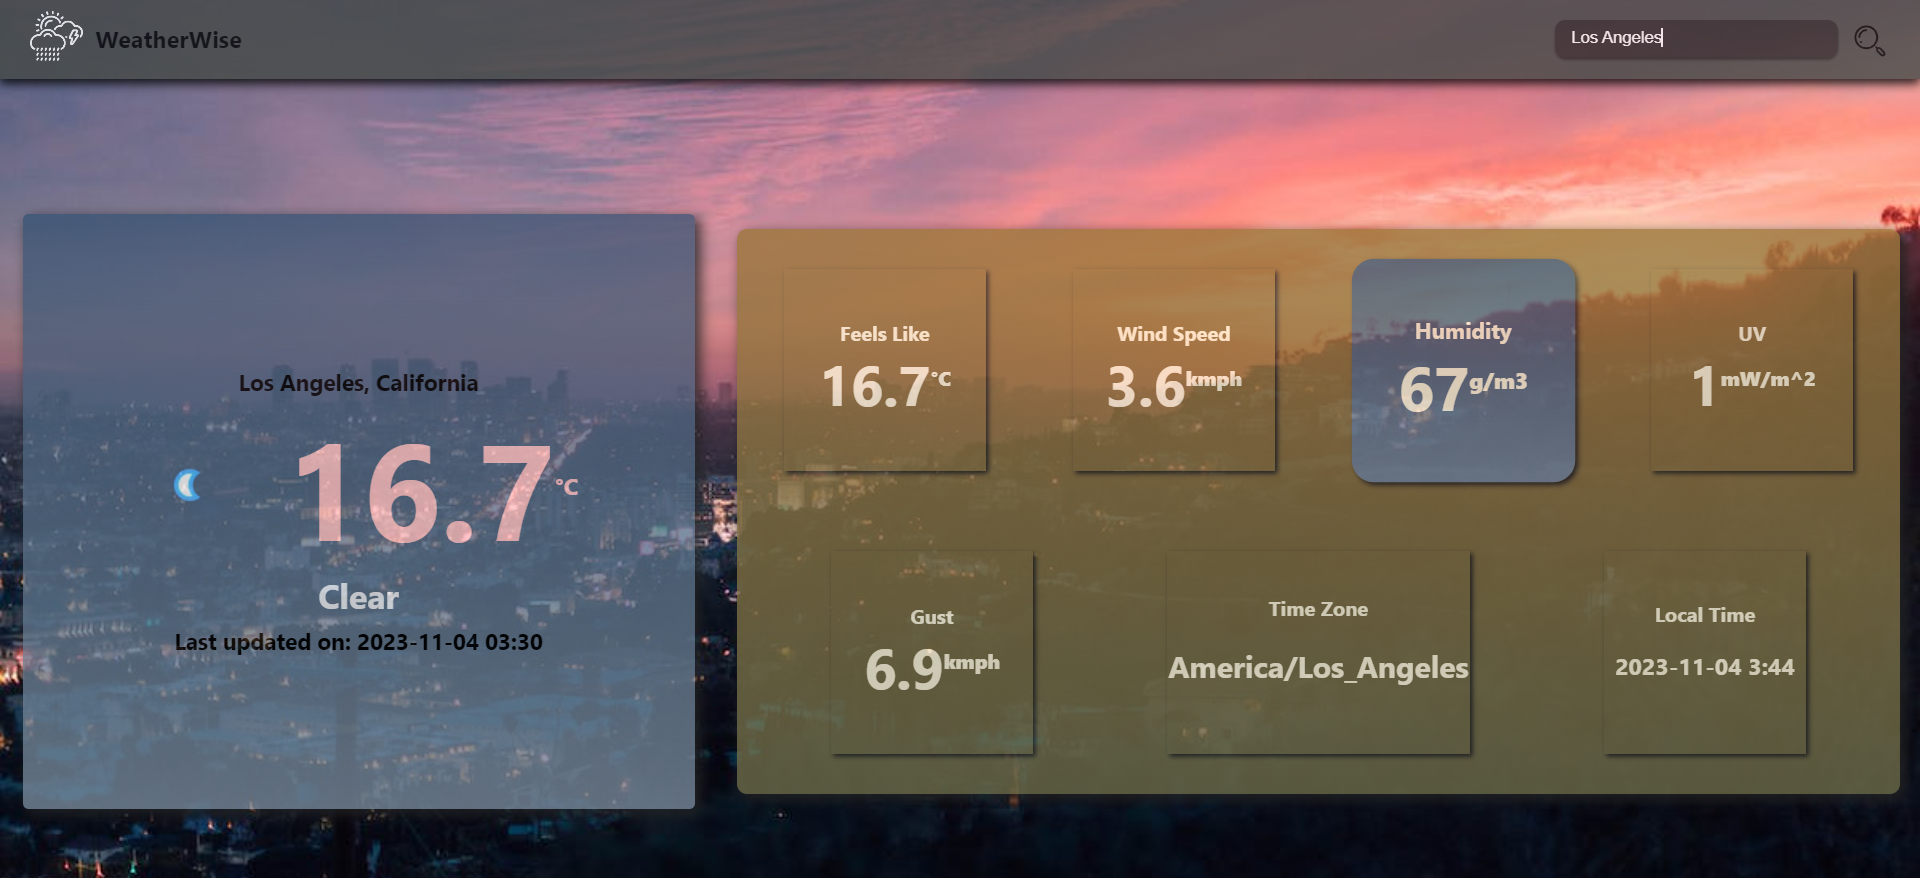 WeatherWise
Los Angeles
Los Angeles, California
16.7 °C
Clear
Last updated on: 2023-11-04 03:30
Feels Like
16.7°C
Wind Speed
3.6kmph
Humidity
67g/m3
UV
1mW/m^2
Gust
6.9kmph
Time Zone
America/Los_Angeles
Local Time
2023-11-04 3:44